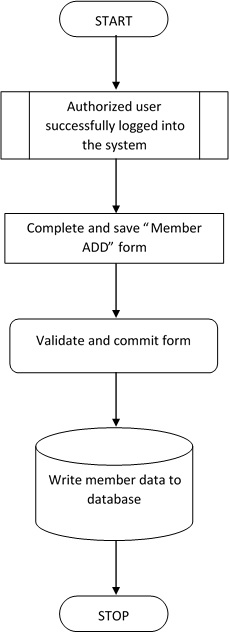 START
Authorized user
successfully logged into
the system
Complete and save “Member
ADD” form
Validate and commit form
Write member data to
database
STOP